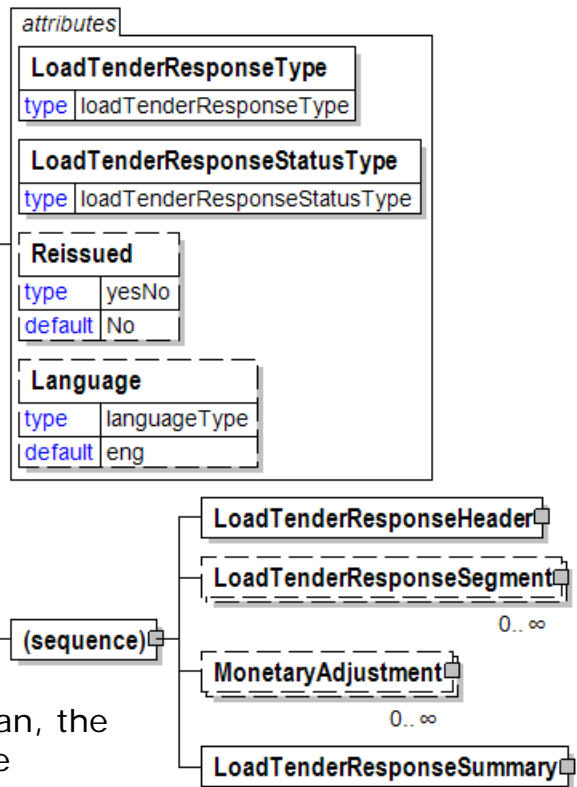 attributes
LoadTenderResponseType
type loadTenderResponseType
LoadTenderResponseStatusType
type loadTenderResponseStatusType
Reissued
type yesNo
default No
Language
type languageType
default eng
LoadTenderResponseHeader
LoadTenderResponseSegment
0.. ∞
(sequence)
MonetaryAdjustment
0.. ∞
LoadTenderResponseSummary
an, the
e